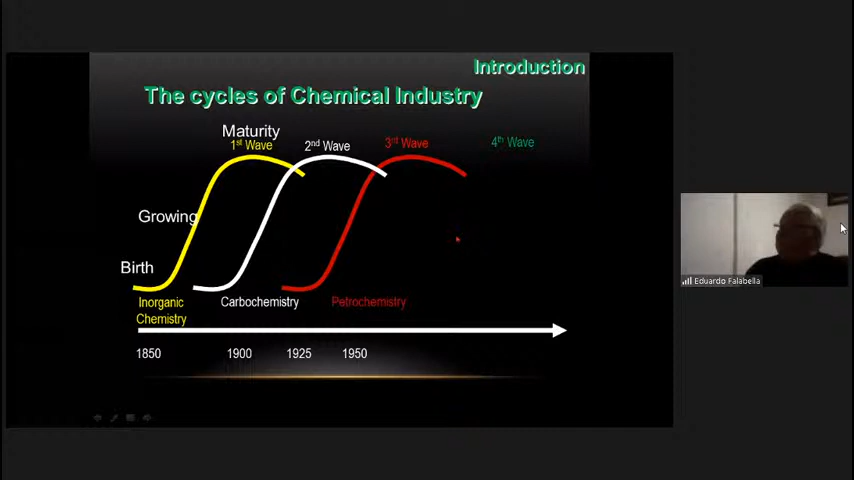 Introduction
The cycles of Chemical Industry
Maturity
1st Wave
2nd Wave
3rd Wave
4th Wave
Growing
Birth
Inorganic
Chemistry
Carbochemistry
Petrochemistry
1850
1900
1925
1950
Eduardo Falabella